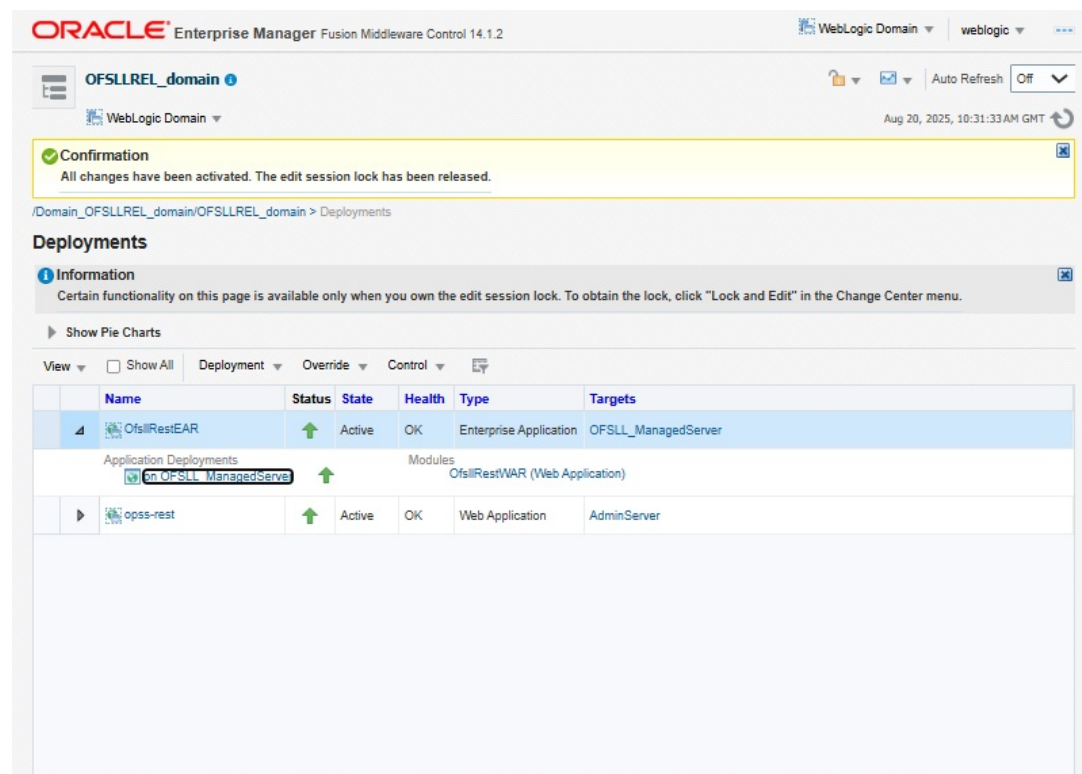 ORACLE Enterprise Manager Fusion Middleware Control 14.1.2 WebLogic Domain weblogic
OFSLLREL_domain Auto Refresh Off
WebLogic Domain Aug 20, 2025, 10:31:33 AM GMT
Confirmation
All changes have been activated. The edit session lock has been released.
/Domain_OFSLLREL_domain/OFSLLREL_domain > Deployments
Deployments
Information
Certain functionality on this page is available only when you own the edit session lock. To obtain the lock, click "Lock and Edit" in the Change Center menu.
Show Pie Charts
View Show All Deployment Override Control
Name Status State Health Type Targets
OfsllRestEAR Active OK Enterprise Application OFSLL_ManagedServer
Application Deployments Modules
on OFSLL_ManagedServer OfsllRestWAR (Web Application)
opss-rest Active OK Web Application AdminServer